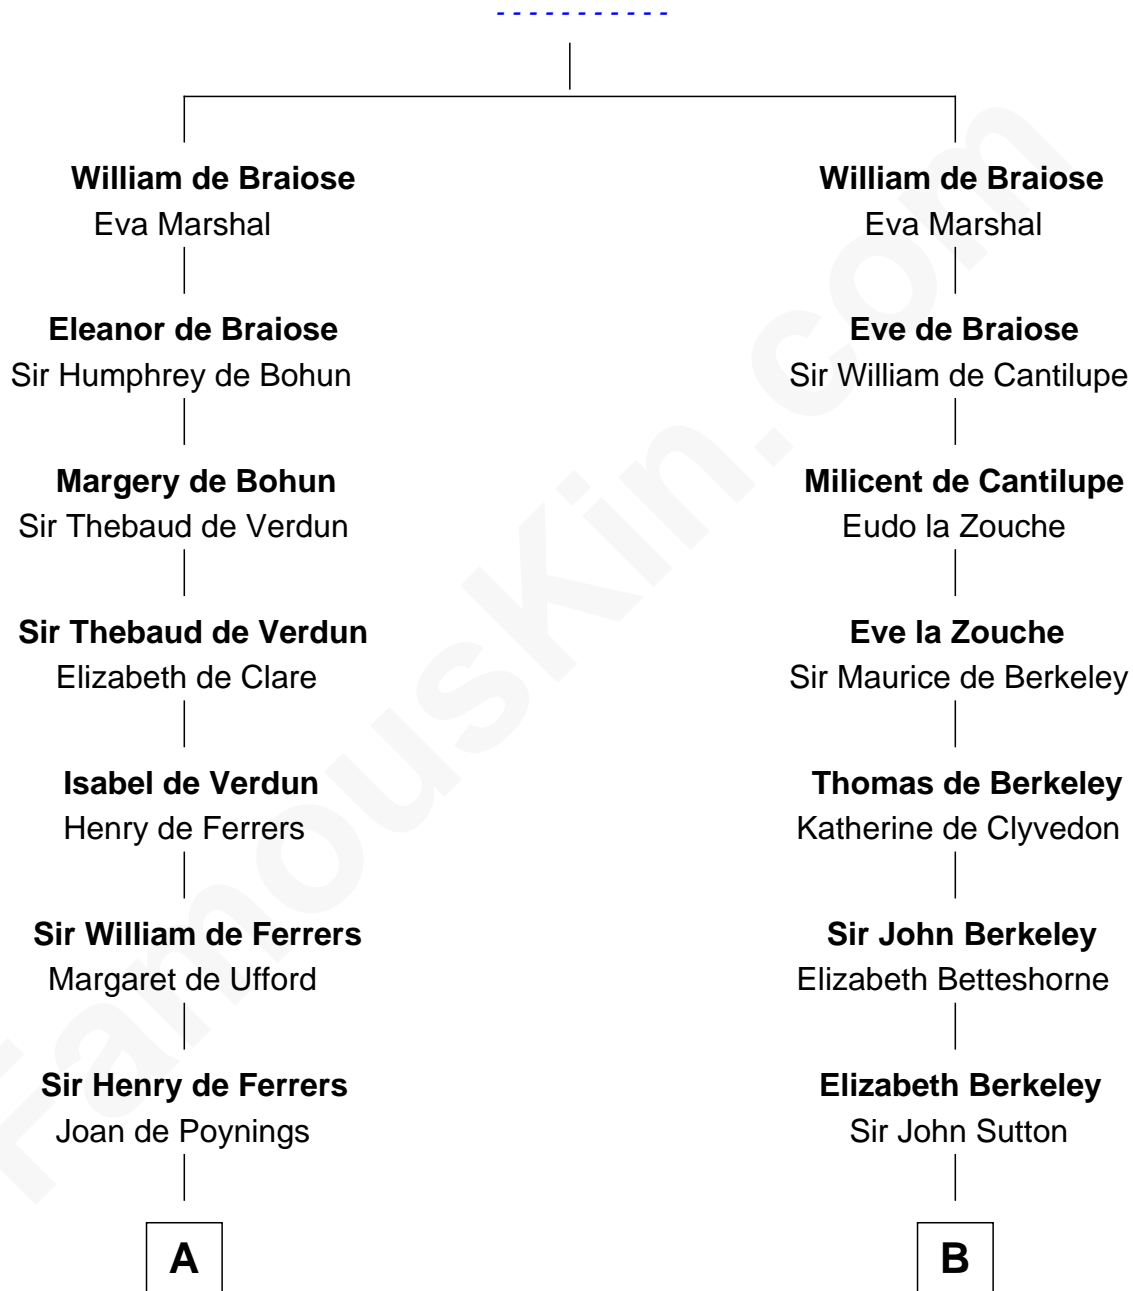 - - - - - - - - - - -
William de Braiose
Eva Marshal
Eleanor de Braiose
Sir Humphrey de Bohun
Margery de Bohun
Sir Thebaud de Verdun
Sir Thebaud de Verdun
Elizabeth de Clare
Isabel de Verdun
Henry de Ferrers
Sir William de Ferrers
Margaret de Ufford
Sir Henry de Ferrers
Joan de Poynings
A
William de Braiose
Eva Marshal
Eve de Braiose
Sir William de Cantilupe
Milicent de Cantilupe
Eudo la Zouche
Eve la Zouche
Sir Maurice de Berkeley
Thomas de Berkeley
Katherine de Clyvedon
Sir John Berkeley
Elizabeth Betteshorne
Elizabeth Berkeley
Sir John Sutton
B
FamousKin.com